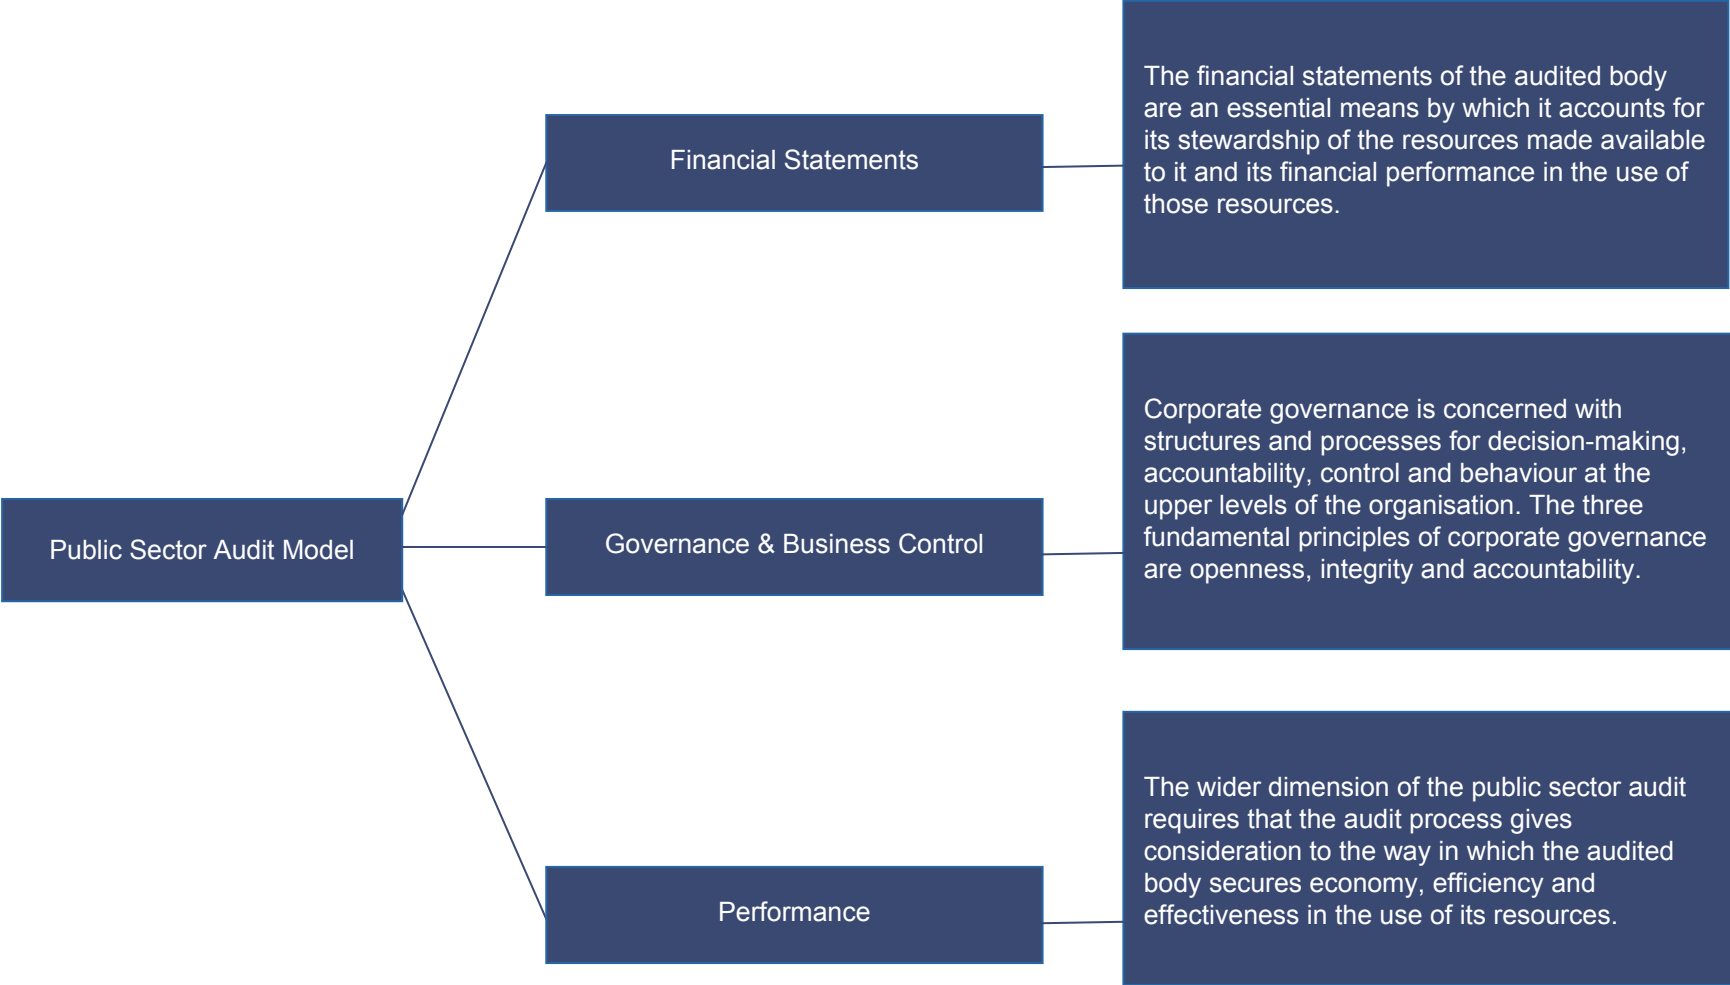 Public Sector Audit Model
Financial Statements
The financial statements of the audited body
are an essential means by which it accounts for
its stewardship of the resources made available
to it and its financial performance in the use of
those resources.
Governance & Business Control
Corporate governance is concerned with
structures and processes for decision-making,
accountability, control and behaviour at the
upper levels of the organisation. The three
fundamental principles of corporate governance
are openness, integrity and accountability.
Performance
The wider dimension of the public sector audit
requires that the audit process gives
consideration to the way in which the audited
body secures economy, efficiency and
effectiveness in the use of its resources.